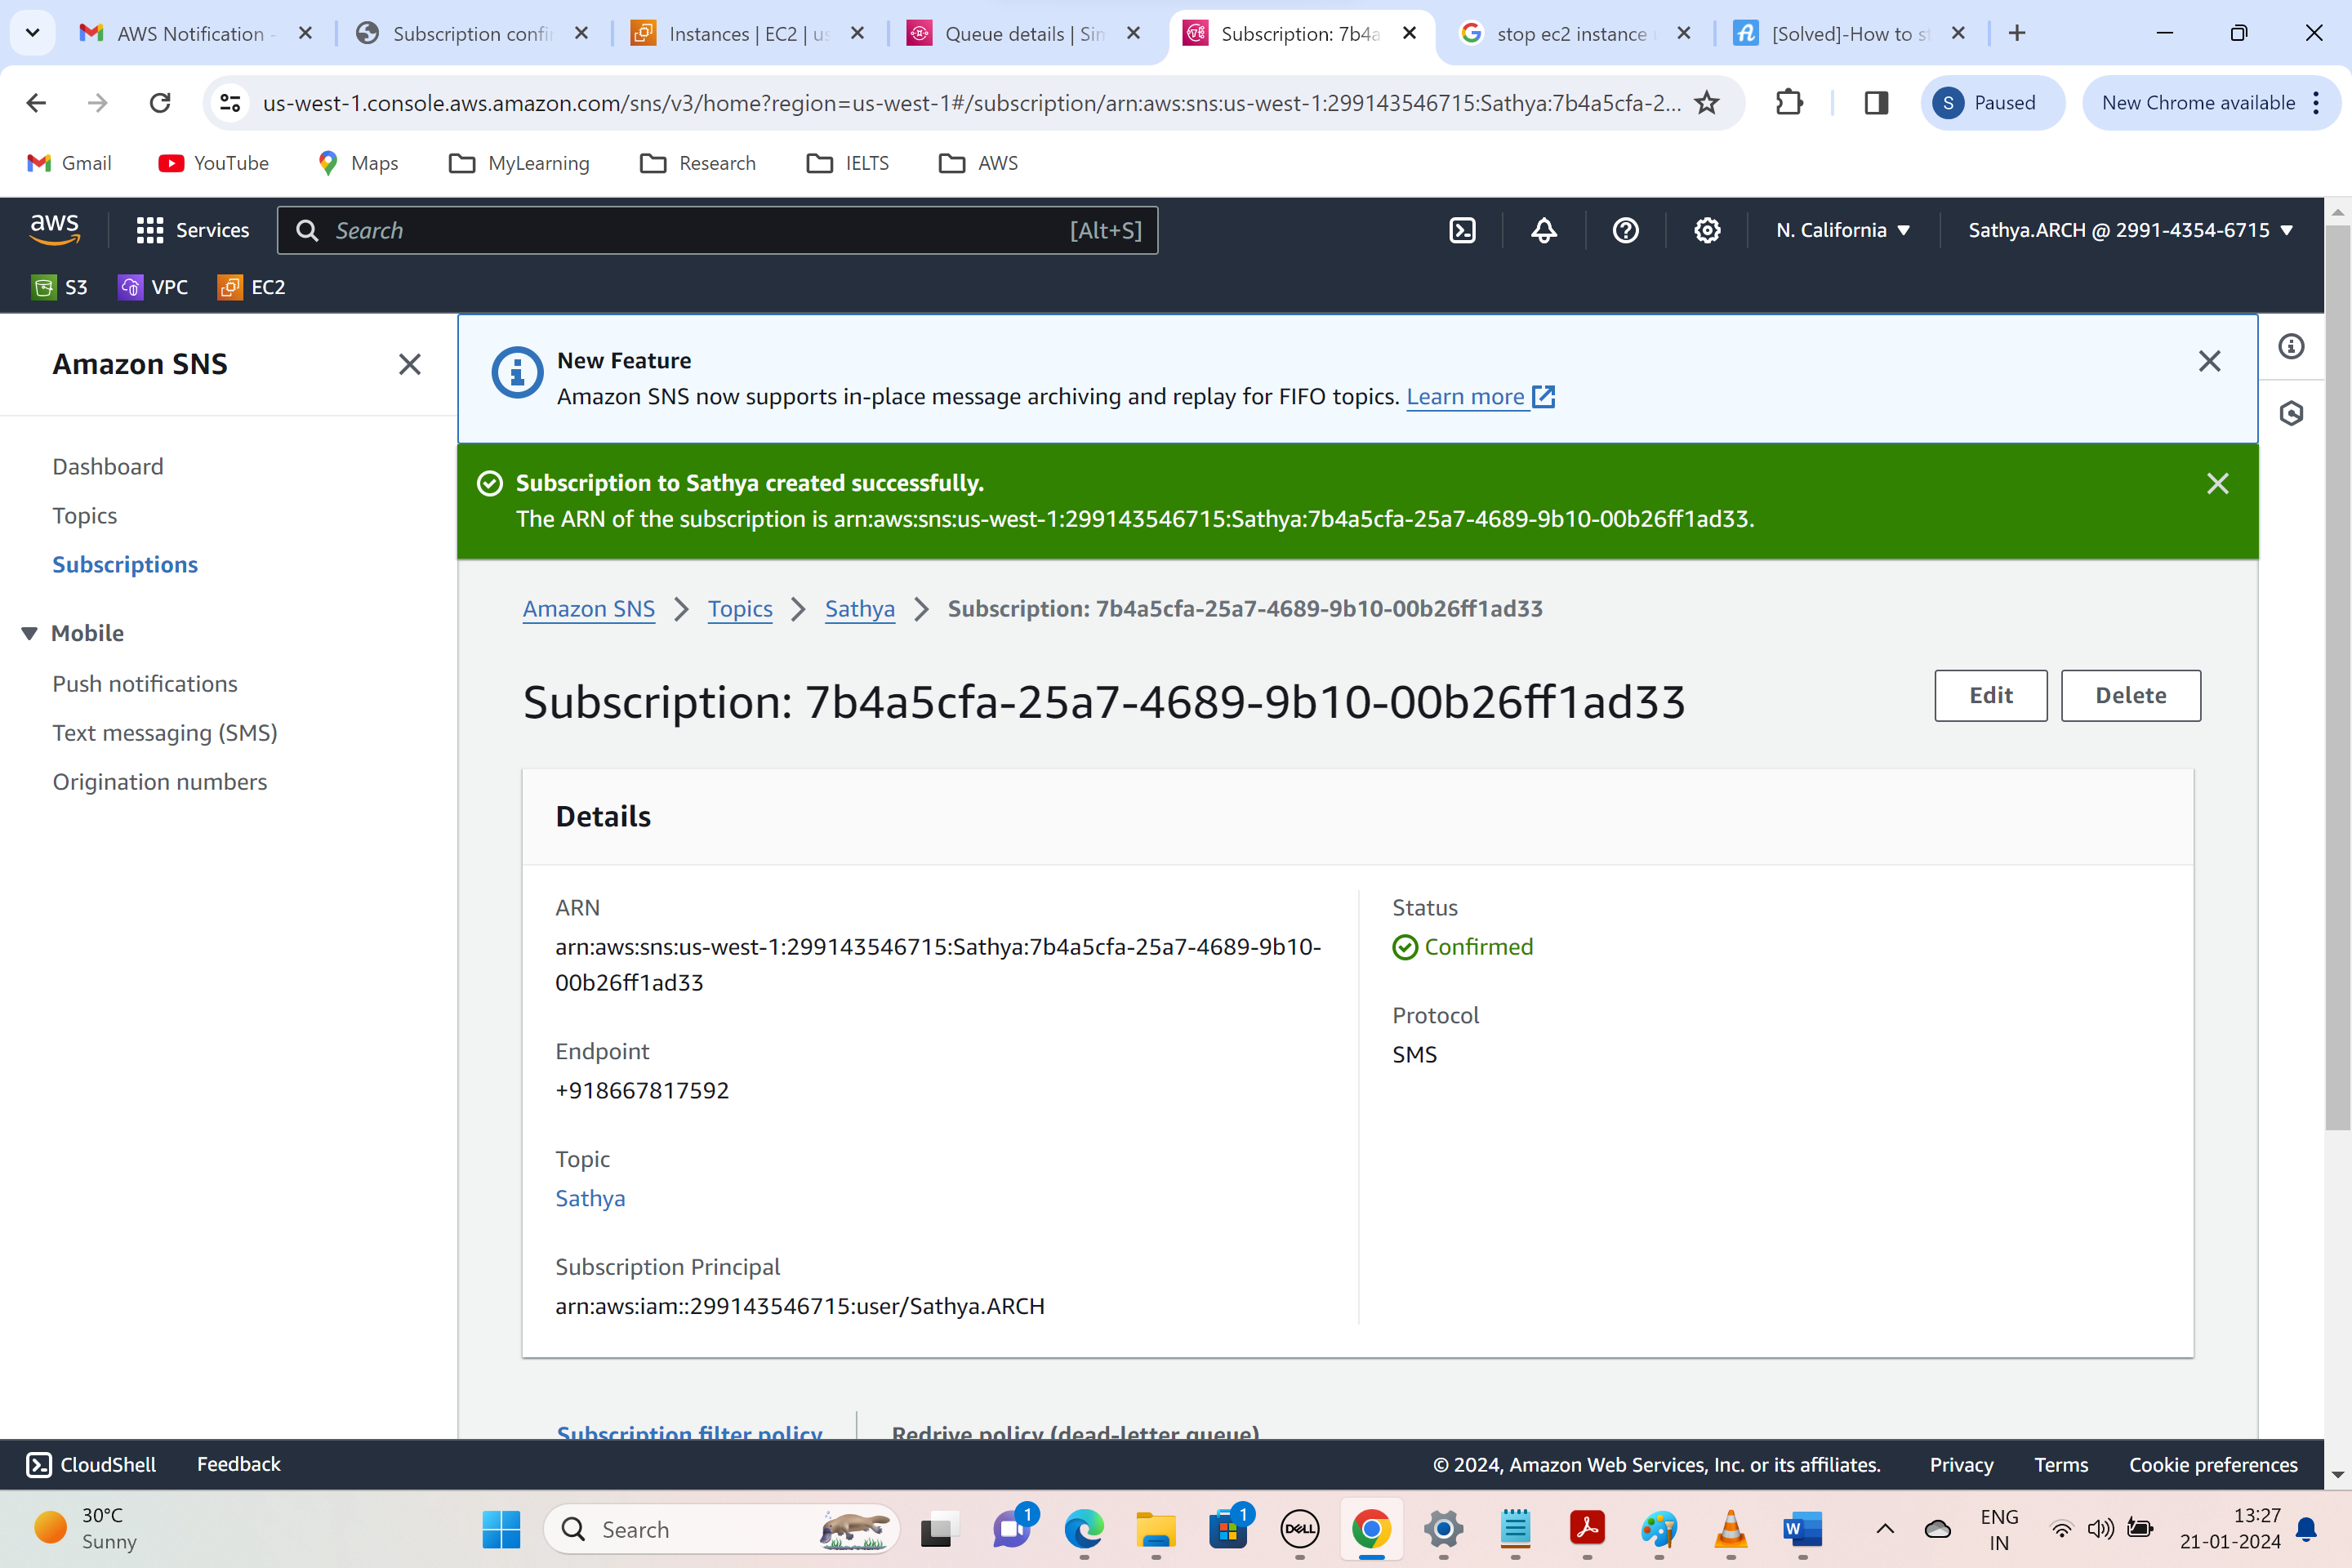 AWS Notification -
Subscription confi
Instances | EC2 | us
Queue details | Sim
Subscription: 7b4a
stop ec2 instance
[Solved]-How to s
us-west-1.console.aws.amazon.com/sns/v3/home?region=us-west-1#/subscription/arn:aws:sns:us-west-1:299143546715:Sathya:7b4a5cfa-2...
S
Paused
New Chrome available
Gmail
YouTube
Maps
MyLearning
Research
IELTS
AWS
aws
Services
Search
[Alt+S]
N. California
Sathya.ARCH @ 2991-4354-6715
S3
VPC
EC2
Amazon SNS
Dashboard
Topics
Subscriptions
Mobile
Push notifications
Text messaging (SMS)
Origination numbers
New Feature
Amazon SNS now supports in-place message archiving and replay for FIFO topics. Learn more
Subscription to Sathya created successfully.
The ARN of the subscription is arn:aws:sns:us-west-1:299143546715:Sathya:7b4a5cfa-25a7-4689-9b10-00b26ff1ad33.
Amazon SNS > Topics > Sathya > Subscription: 7b4a5cfa-25a7-4689-9b10-00b26ff1ad33
Subscription: 7b4a5cfa-25a7-4689-9b10-00b26ff1ad33
Edit
Delete
Details
ARN
arn:aws:sns:us-west-1:299143546715:Sathya:7b4a5cfa-25a7-4689-9b10-
00b26ff1ad33
Endpoint
+918667817592
Topic
Sathya
Subscription Principal
arn:aws:iam::299143546715:user/Sathya.ARCH
Status
Confirmed
Protocol
SMS
Subscription filter policy
Redrive policy (dead-letter queue)
CloudShell
Feedback
© 2024, Amazon Web Services, Inc. or its affiliates.
Privacy
Terms
Cookie preferences
30°C
Sunny
Search
1
1
DELL
W
ENG
IN
13:27
21-01-2024